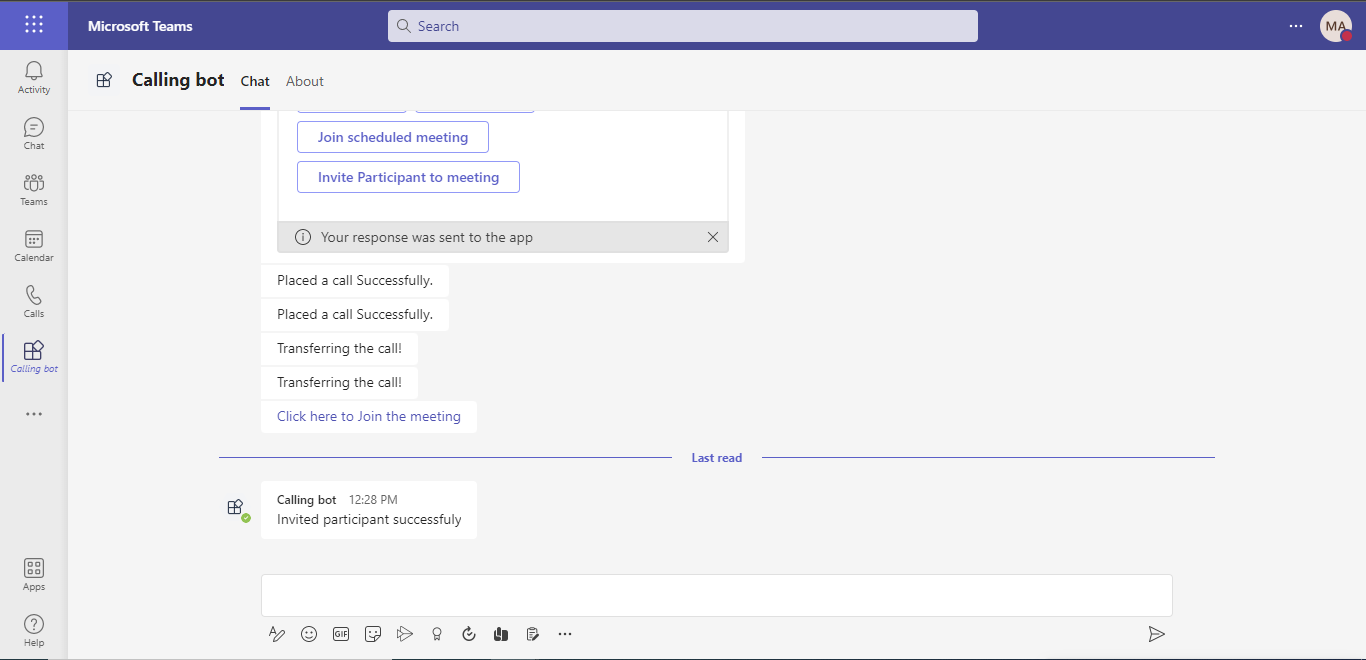 Microsoft Teams
Search
MA
Activity
Chat
Teams
Calendar
Calls
Calling bot
Apps
Help
Calling bot
Chat
About
Join scheduled meeting
Invite Participant to meeting
Your response was sent to the app
Placed a call Successfully.
Placed a call Successfully.
Transferring the call!
Transferring the call!
Click here to Join the meeting
Last read
Calling bot 12:28 PM
Invited participant successfuly
GIF